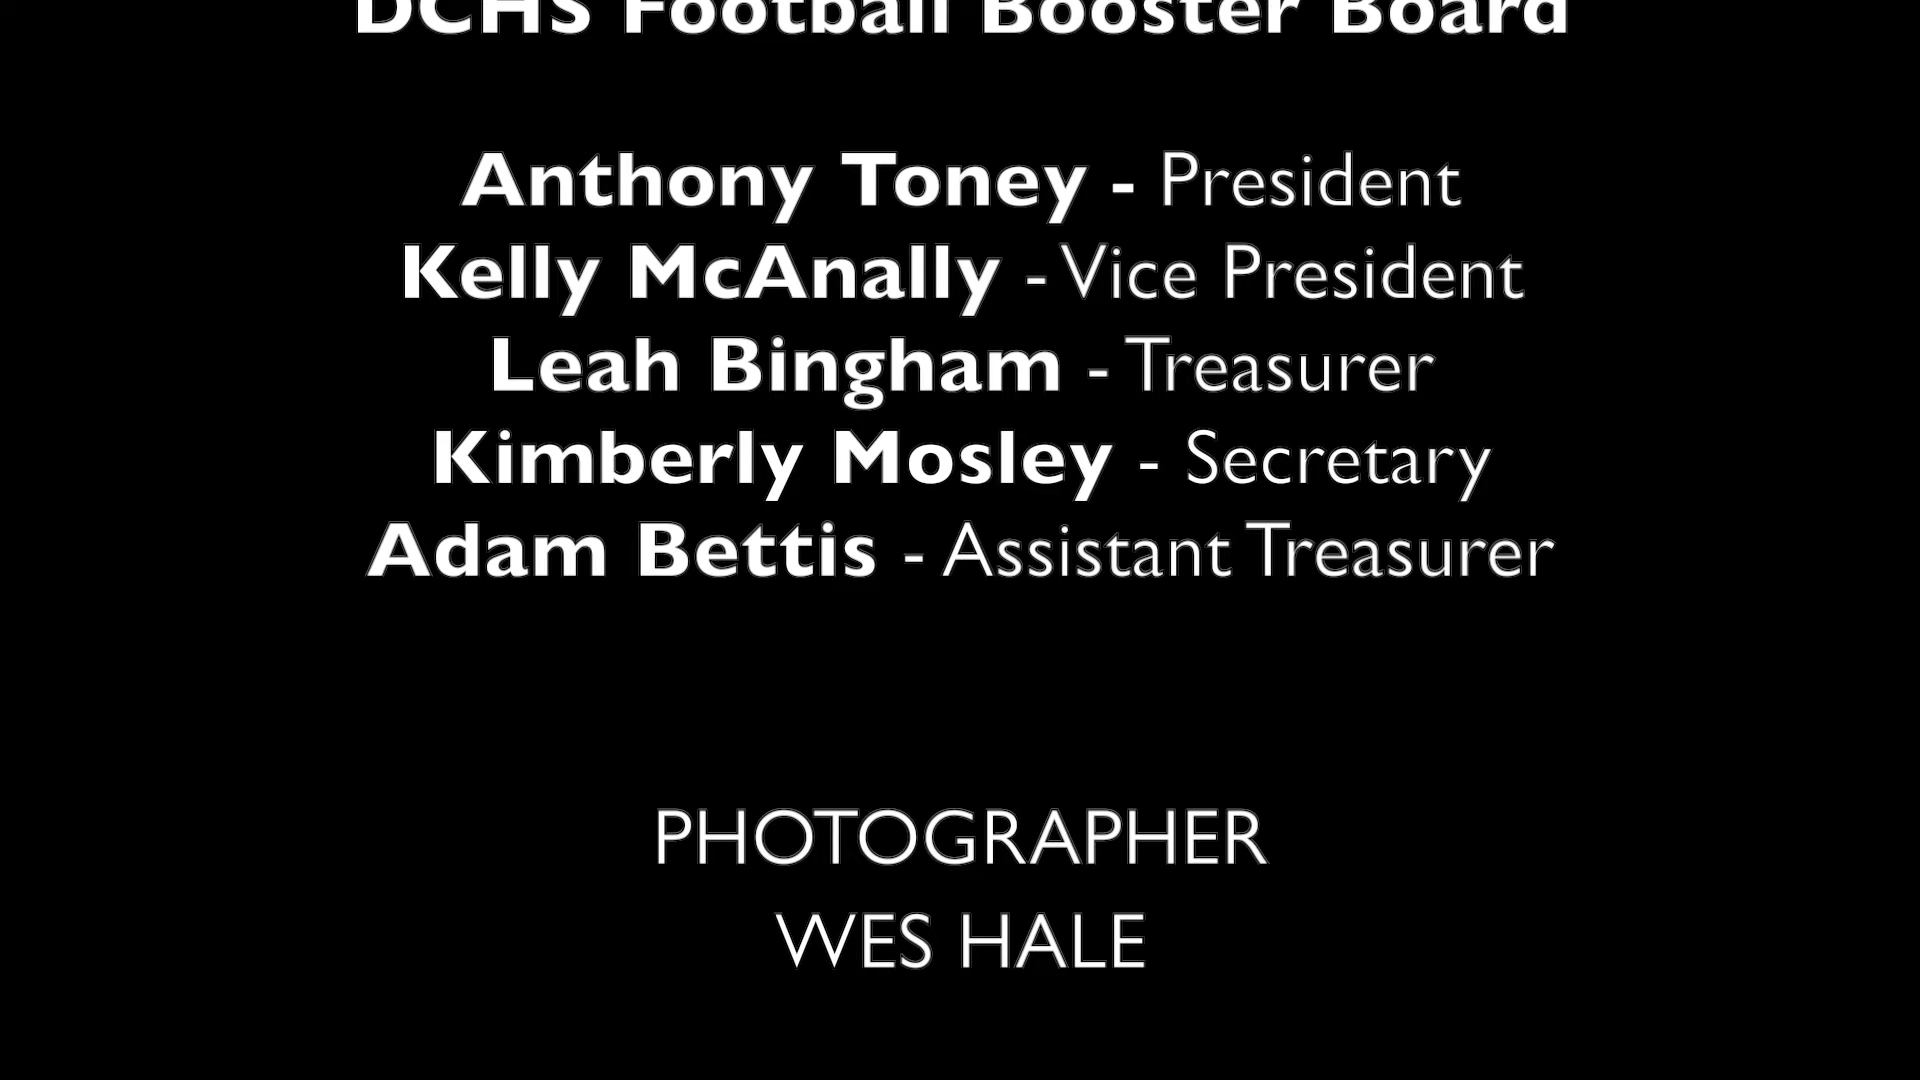 DCHS Football Booster Board
Anthony Toney - President
Kelly McAnally - Vice President
Leah Bingham - Treasurer
Kimberly Mosley - Secretary
Adam Bettis - Assistant Treasurer
PHOTOGRAPHER
WES HALE